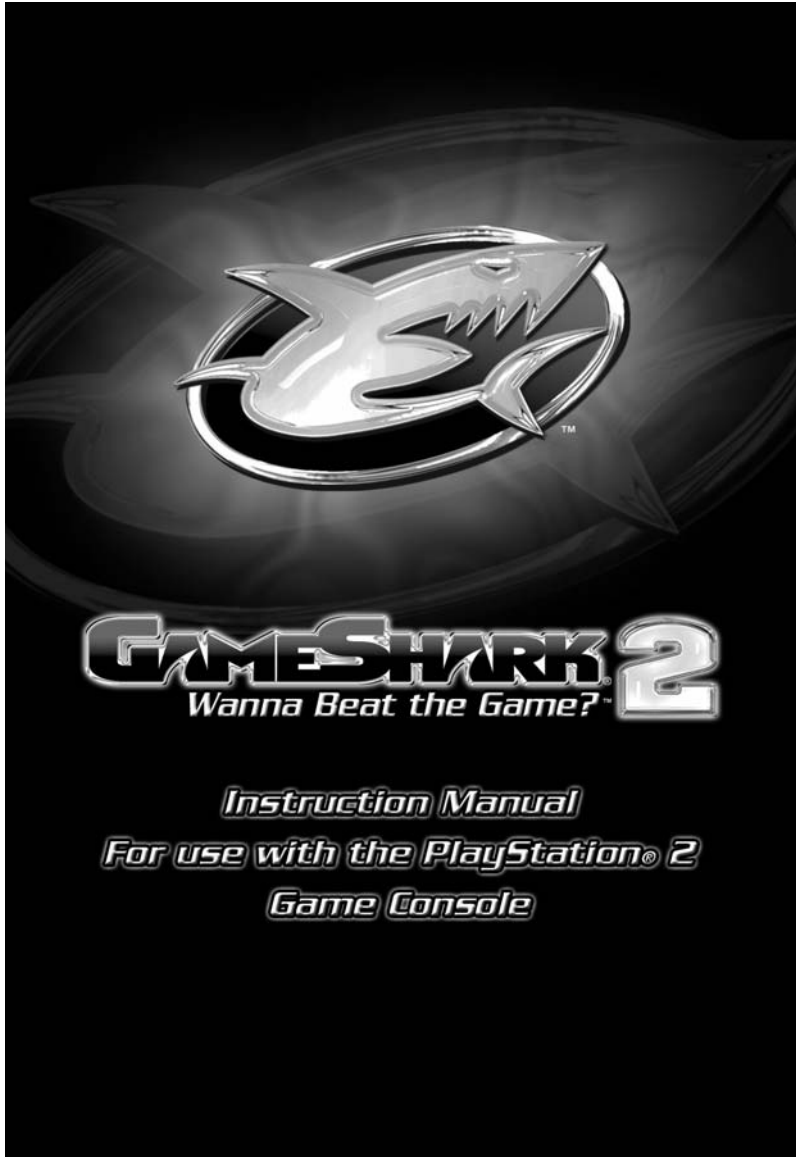 ™
GAMESHARK® 2
Wanna Beat the Game?™
Instruction Manual
For use with the PlayStation® 2
Game Console